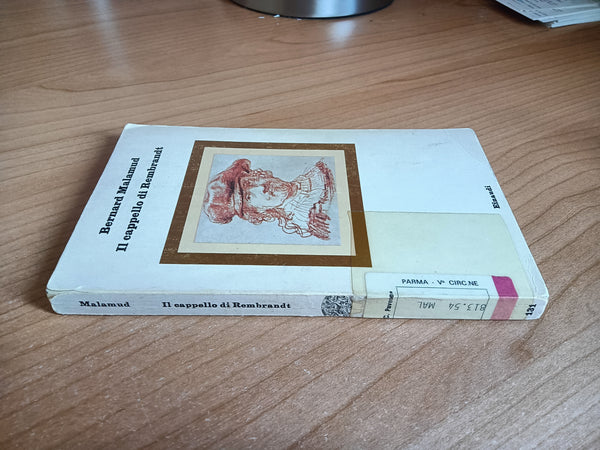 Bernard Malamud
Il cappello di Rembrandt
Einaudi
Malamud Il cappello di Rembrandt
PARMA - Vª CIRC.NE
813.54 MAL
131